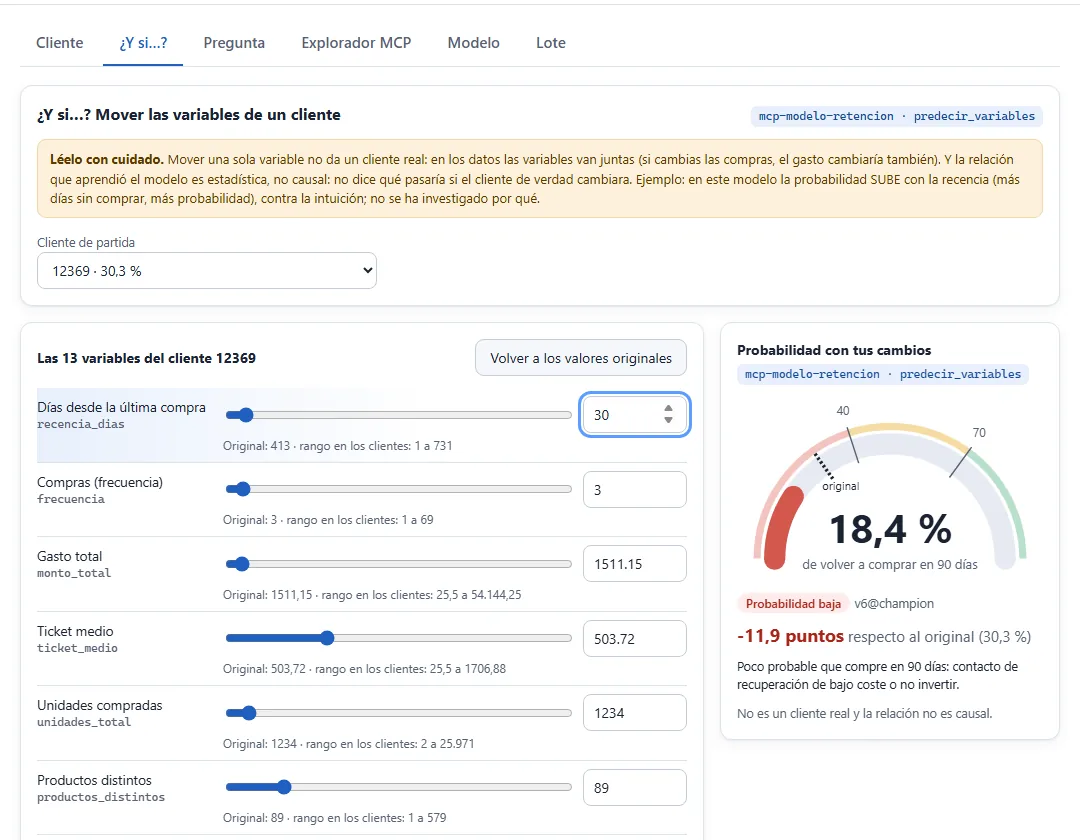 Cliente
¿Y si...?
Pregunta
Explorador MCP
Modelo
Lote
¿Y si...? Mover las variables de un cliente
mcp-modelo-retencion · predecir_variables
Léelo con cuidado. Mover una sola variable no da un cliente real: en los datos las variables van juntas (si cambias las compras, el gasto cambiaría también). Y la relación
que aprendió el modelo es estadística, no causal: no dice qué pasaría si el cliente de verdad cambiara. Ejemplo: en este modelo la probabilidad SUBE con la recencia (más
días sin comprar, más probabilidad), contra la intuición; no se ha investigado por qué.
Cliente de partida
12369 · 30,3 %
Las 13 variables del cliente 12369
Volver a los valores originales
Días desde la última compra
recencia_dias
30
Original: 413 · rango en los clientes: 1 a 731
Compras (frecuencia)
frecuencia
3
Original: 3 · rango en los clientes: 1 a 69
Gasto total
monto_total
1511.15
Original: 1511,15 · rango en los clientes: 25,5 a 54.144,25
Ticket medio
ticket_medio
503.72
Original: 503,72 · rango en los clientes: 25,5 a 1706,88
Unidades compradas
unidades_total
1234
Original: 1234 · rango en los clientes: 2 a 25.971
Productos distintos
productos_distintos
89
Original: 89 · rango en los clientes: 1 a 579
Probabilidad con tus cambios
mcp-modelo-retencion · predecir_variables
40
70
original
18,4 %
de volver a comprar en 90 días
Probabilidad baja v6@champion
-11,9 puntos respecto al original (30,3 %)
Poco probable que compre en 90 días: contacto de
recuperación de bajo coste o no invertir.
No es un cliente real y la relación no es causal.